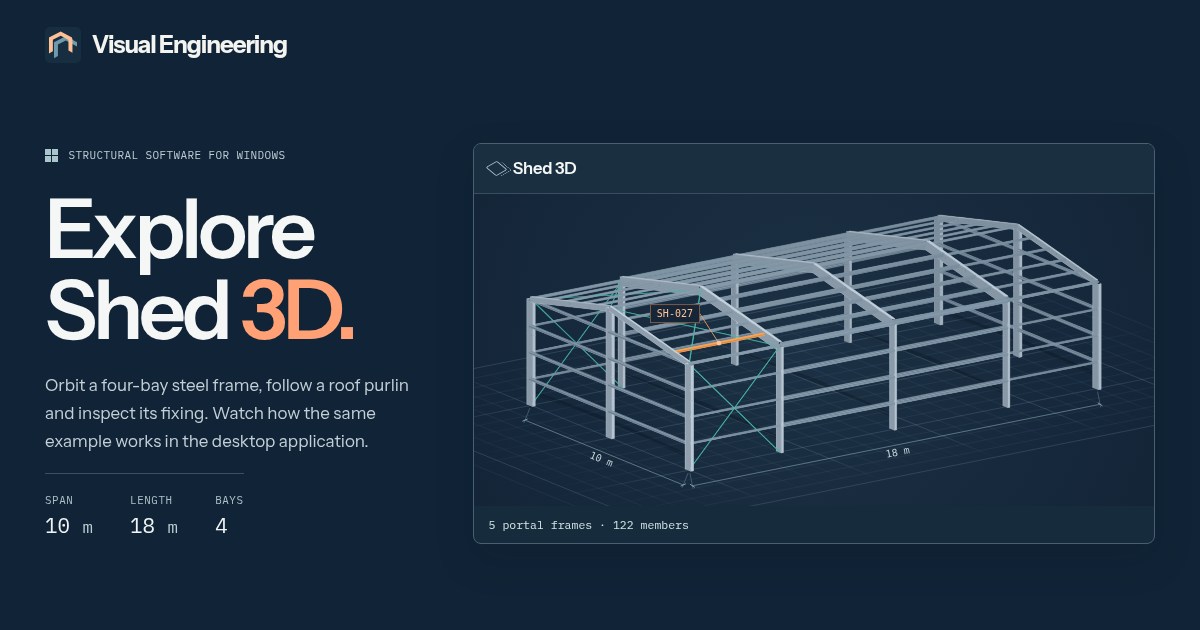 Visual Engineering
STRUCTURAL SOFTWARE FOR WINDOWS
Explore
Shed 3D.
Orbit a four-bay steel frame, follow a roof purlin
and inspect its fixing. Watch how the same
example works in the desktop application.
SPAN LENGTH BAYS
10 m 18 m 4
Shed 3D
SH-027
10 m
18 m
5 portal frames · 122 members